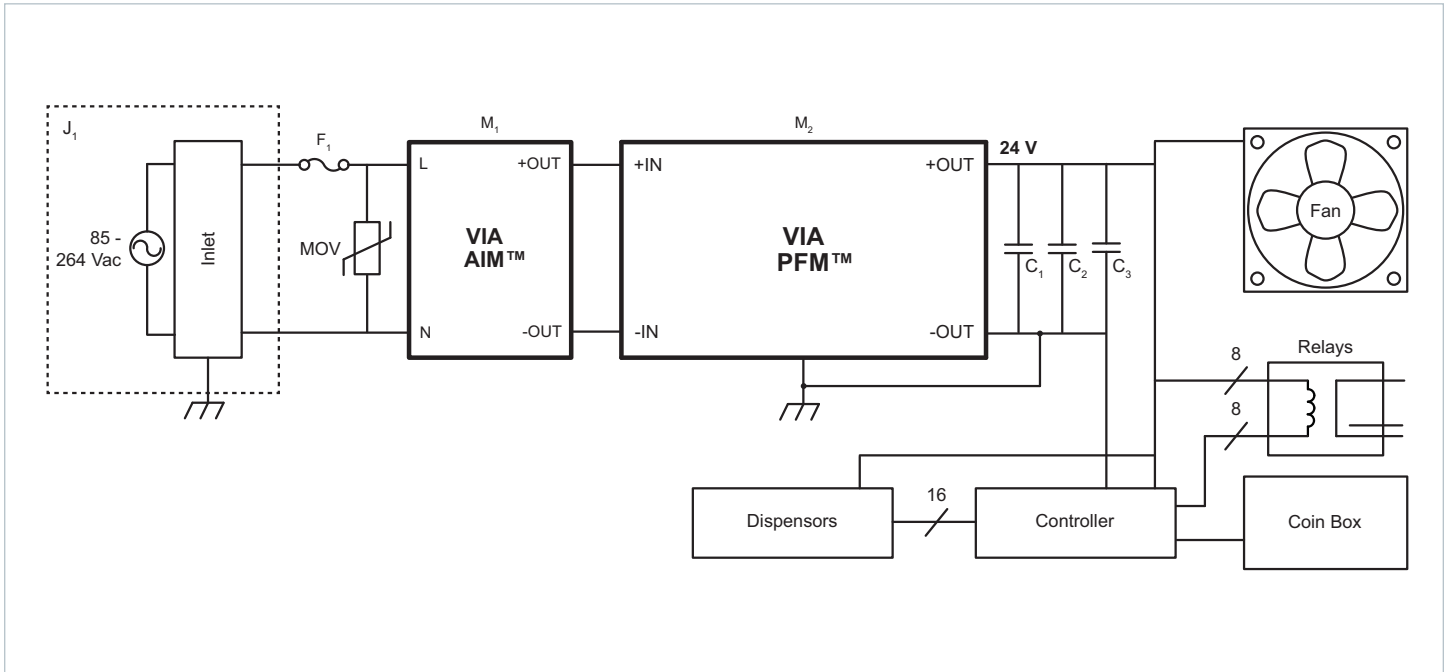 J1
85 -
264 Vac
Inlet
F1
MOV
M1
L
+OUT
VIA
AIM™
N
-OUT
M2
+IN
+OUT
VIA
PFM™
-IN
-OUT
24 V
C1
C2
C3
Fan
Relays
8
8
Dispensors
16
Controller
Coin Box